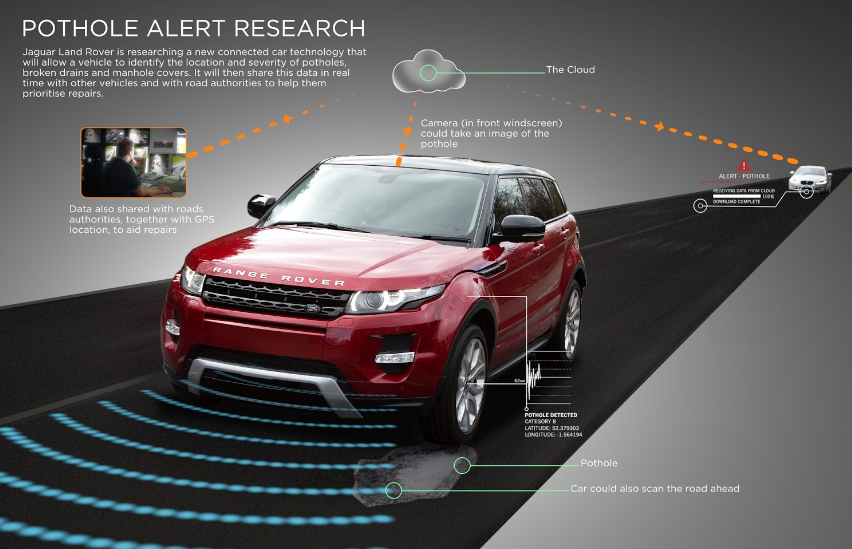 POTHOLE ALERT RESEARCH
Jaguar Land Rover is researching a new connected car technology that
will allow a vehicle to identify the location and severity of potholes,
broken drains and manhole covers. It will then share this data in real
time with other vehicles and with road authorities to help them
prioritise repairs.
The Cloud
Camera (in front windscreen)
could take an image of the
pothole
ALERT - POTHOLE
RECEIVING DATA FROM CLOUD
100%
DOWNLOAD COMPLETE
Data also shared with roads
authorities, together with GPS
location, to aid repairs
RANGE ROVER
POTHOLE DETECTED
CATEGORY B
LATITUDE: 52.379303
LONGITUDE: -1.564194
Pothole
Car could also scan the road ahead